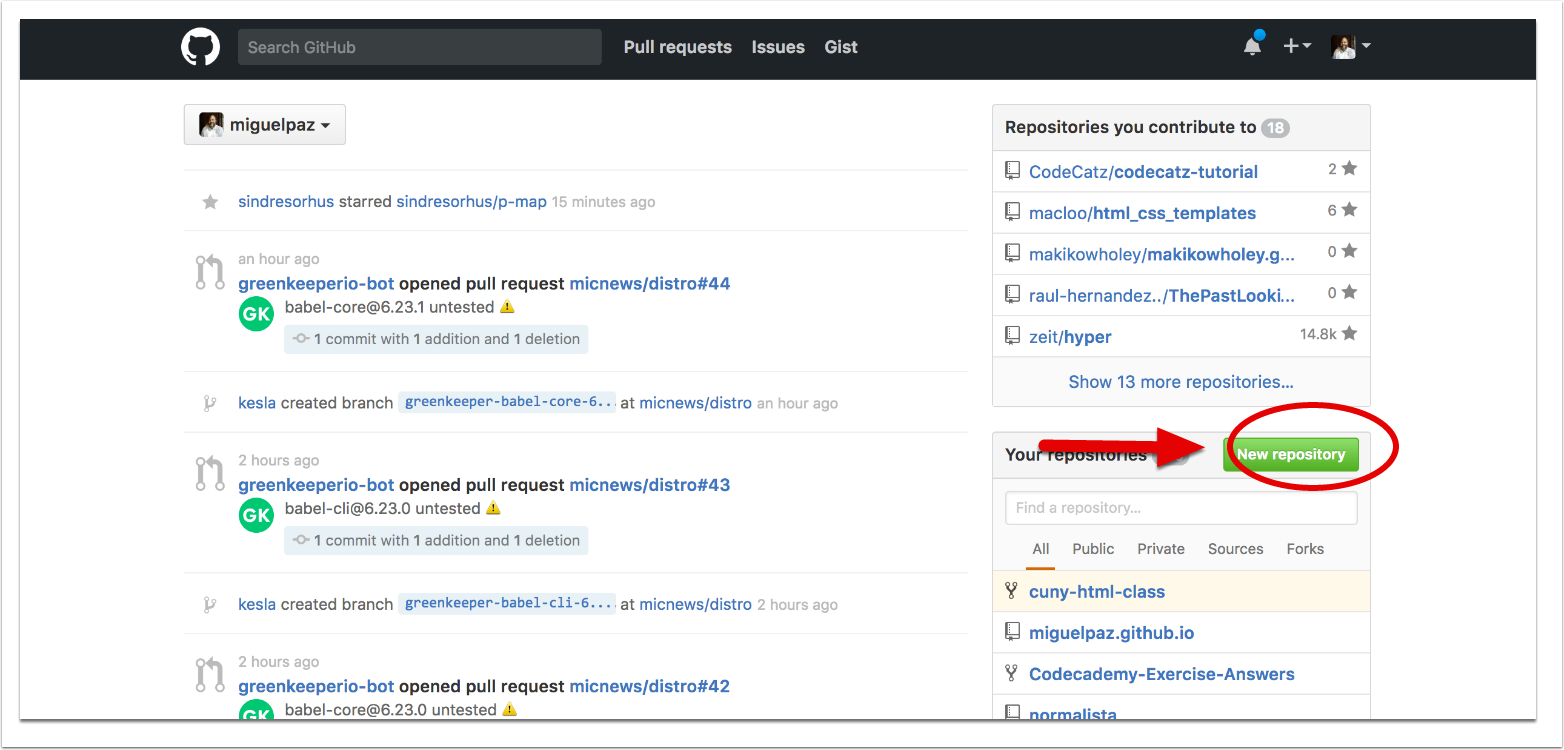 Search GitHub
Pull requests
Issues
Gist
miguelpaz
sindresorhus starred sindresorhus/p-map 15 minutes ago
an hour ago
greenkeeperio-bot opened pull request micnews/distro#44
GK
babel-core@6.23.1 untested
1 commit with 1 addition and 1 deletion
kesla created branch greenkeeper-babel-core-6... at micnews/distro an hour ago
2 hours ago
greenkeeperio-bot opened pull request micnews/distro#43
GK
babel-cli@6.23.0 untested
1 commit with 1 addition and 1 deletion
kesla created branch greenkeeper-babel-cli-6.... at micnews/distro 2 hours ago
2 hours ago
greenkeeperio-bot opened pull request micnews/distro#42
GK
babel-core@6.23.0 untested
Repositories you contribute to 18
CodeCatz/codecatz-tutorial 2
macloo/html_css_templates 6
makikowholey/makikowholey.g... 0
raul-hernandez../ThePastLooki... 0
zeit/hyper 14.8k
Show 13 more repositories...
Your repositories
New repository
Find a repository...
All
Public
Private
Sources
Forks
cuny-html-class
miguelpaz.github.io
Codecademy-Exercise-Answers
normalista